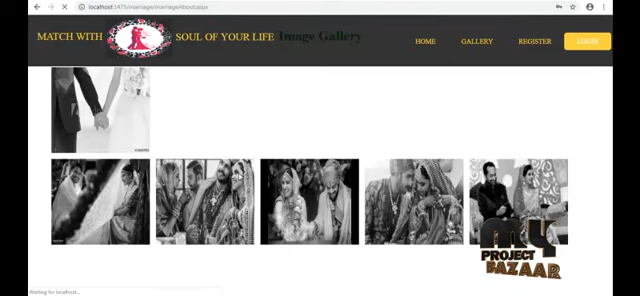 localhost:1475/marriage/marriageAbout.aspx
MATCH WITH SOUL OF YOUR LIFE Image Gallery HOME GALLERY REGISTER LOGIN
my
PROJECT
BAZAAR
Waiting for localhost...